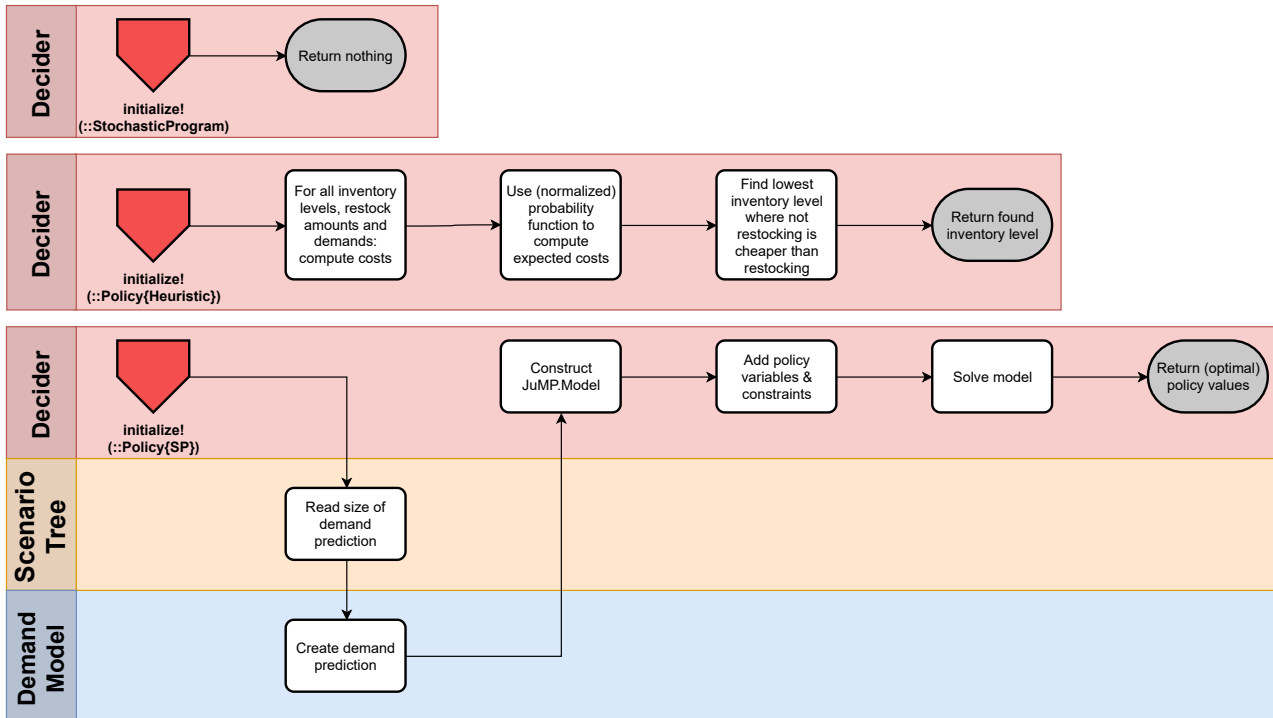 Decider
initialize!
(::StochasticProgram)
Return nothing
Decider
initialize!
(::Policy{Heuristic})
For all inventory
levels, restock
amounts and
demands:
compute costs
Use (normalized)
probability
function to
compute
expected costs
Find lowest
inventory level
where not
restocking is
cheaper than
restocking
Return found
inventory level
Decider
initialize!
(::Policy{SP})
Construct
JuMP.Model
Add policy
variables &
constraints
Solve model
Return (optimal)
policy values
Scenario
Tree
Read size of
demand
prediction
Demand
Model
Create demand
prediction